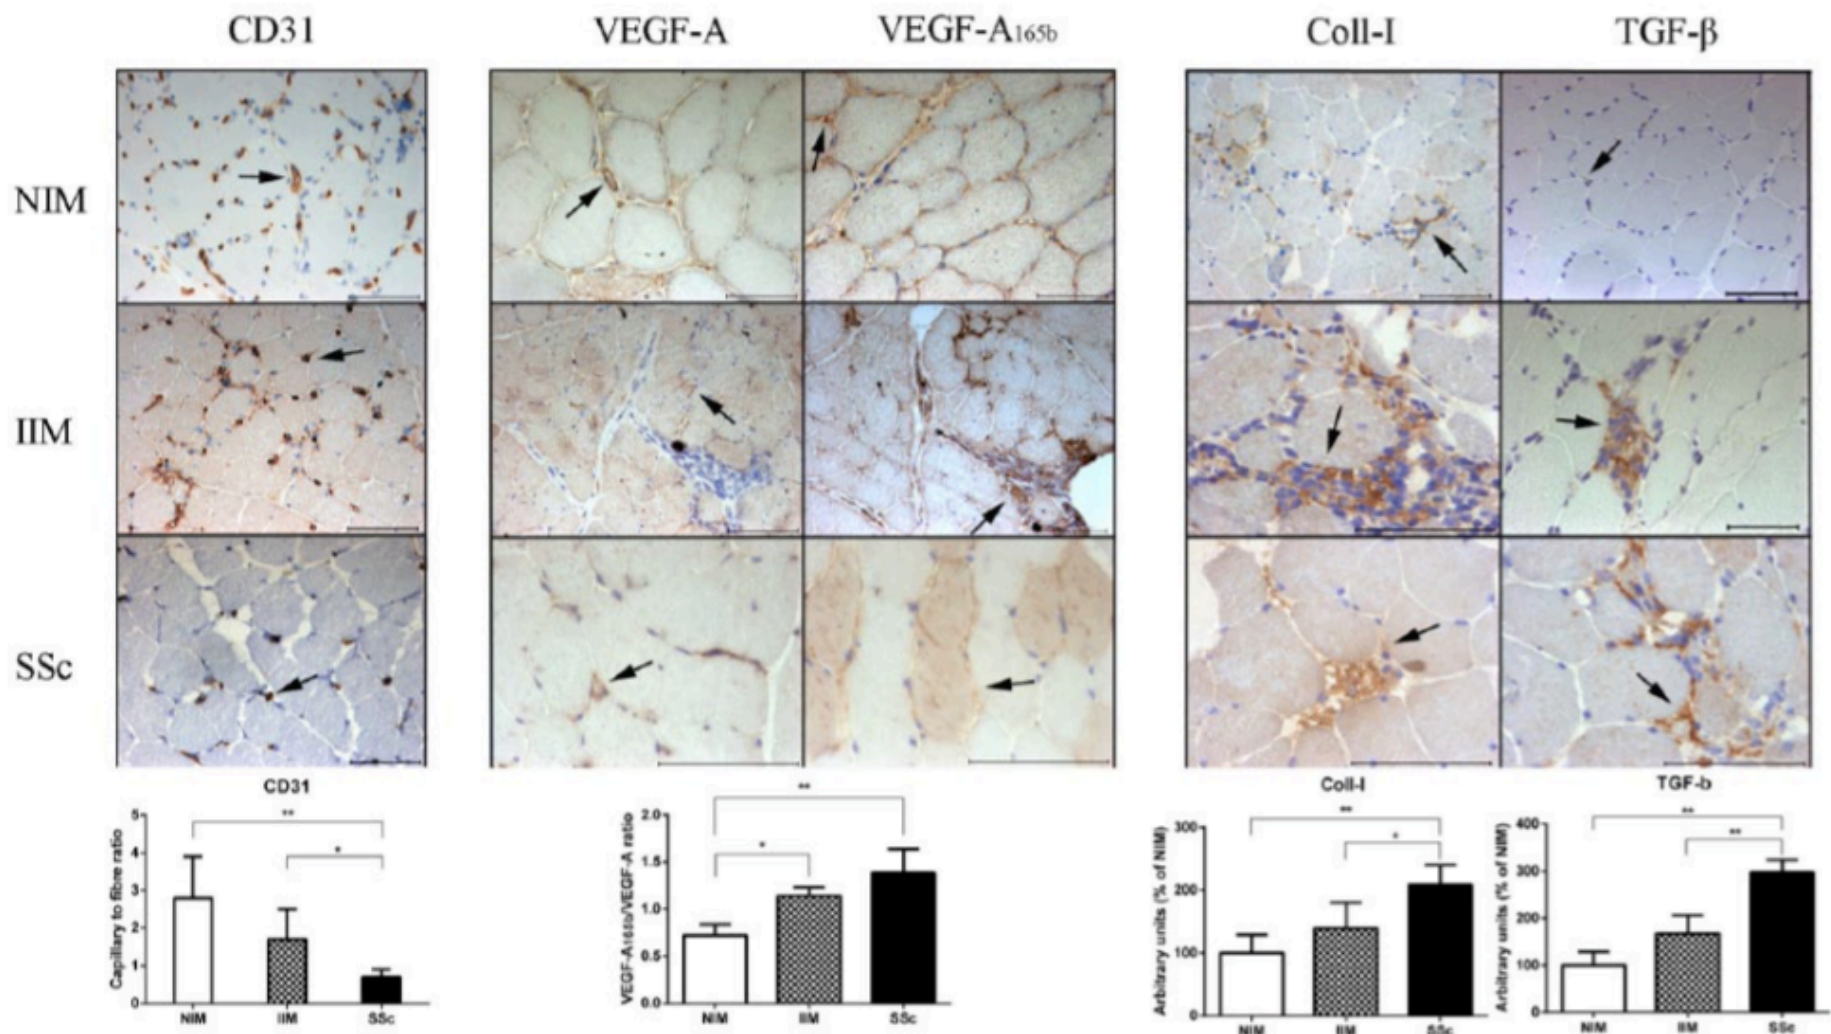 CD31 VEGF-A VEGF-A165b Coll-I TGF-β
NIM
IIM
SSc
CD31
Capillary to fibre ratio
5
4
3
2
1
0
**
*
NIM IIM SSc
VEGF-A165b/VEGF-A ratio
2.0
1.5
1.0
0.5
0.0
**
*
NIM IIM SSc
Coll-I
Arbitrary units (% of NIM)
300
200
100
0
**
*
NIM IIM SSc
TGF-b
Arbitrary units (% of NIM)
400
300
200
100
0
**
**
NIM IIM SSc